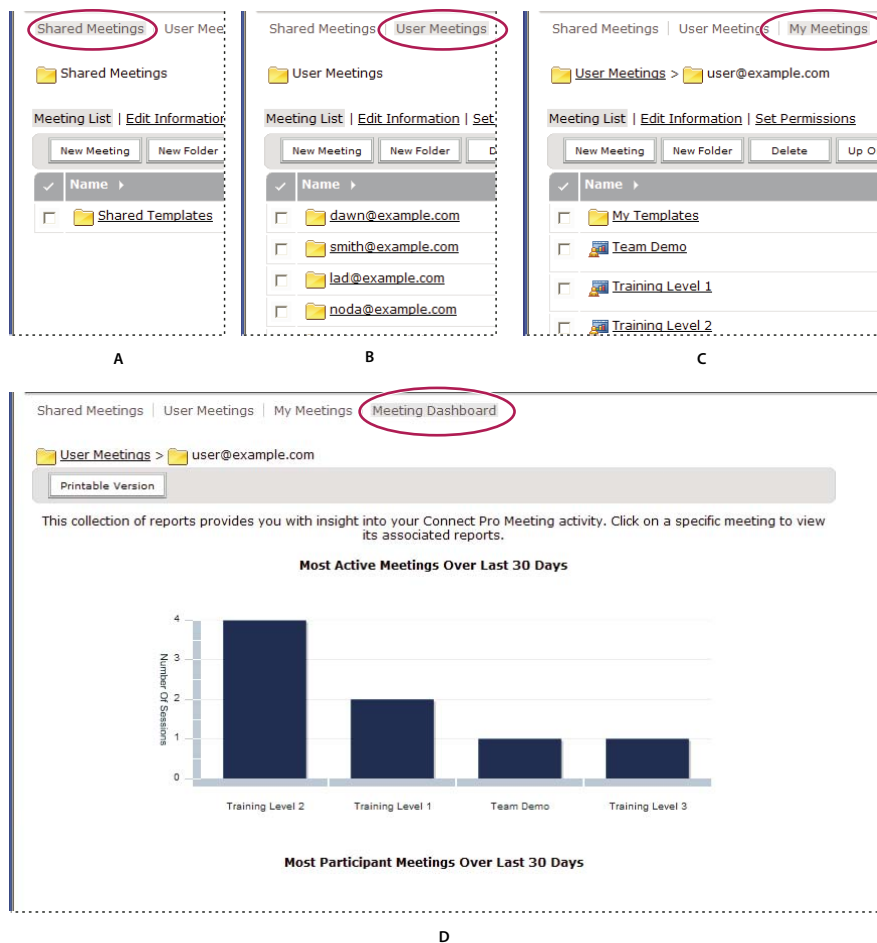 Shared Meetings User Mee
Shared Meetings
Meeting List | Edit Information
New Meeting New Folder
Name
Shared Templates
A
Shared Meetings | User Meetings
User Meetings
Meeting List | Edit Information | Set
New Meeting New Folder D
Name
dawn@example.com
smith@example.com
lad@example.com
noda@example.com
B
Shared Meetings | User Meetings | My Meetings
User Meetings > user@example.com
Meeting List | Edit Information | Set Permissions
New Meeting New Folder Delete Up O
Name
My Templates
Team Demo
Training Level 1
Training Level 2
C
Shared Meetings | User Meetings | My Meetings Meeting Dashboard
User Meetings > user@example.com
Printable Version
This collection of reports provides you with insight into your Connect Pro Meeting activity. Click on a specific meeting to view
its associated reports.
Most Active Meetings Over Last 30 Days
Number Of Sessions
4
3
2
1
0
Training Level 2 Training Level 1 Team Demo Training Level 3
Most Participant Meetings Over Last 30 Days
D